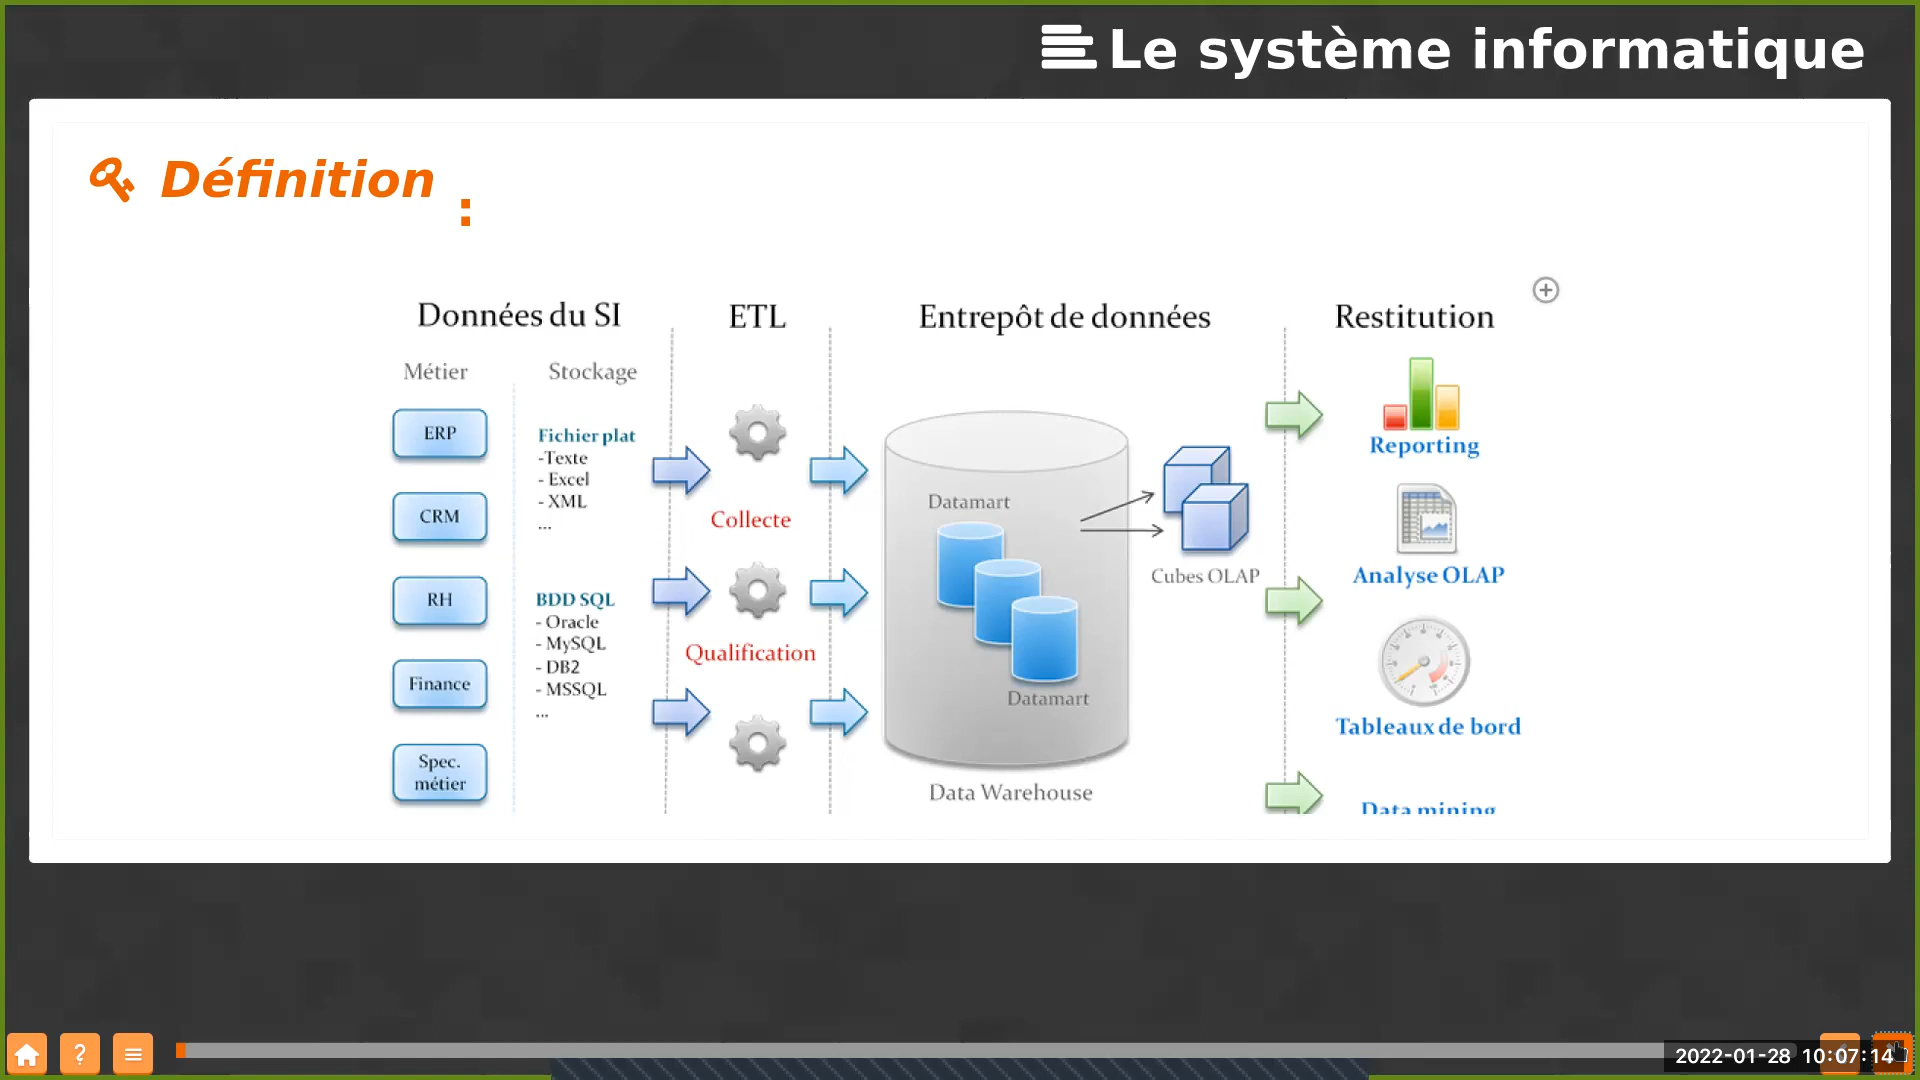 Le système informatique
Définition :
Données du SI
ETL
Entrepôt de données
Restitution
Métier
Stockage
ERP
CRM
RH
Finance
Spec.
métier
Fichier plat
-Texte
- Excel
- XML
...
BDD SQL
- Oracle
- MySQL
- DB2
- MSSQL
...
Collecte
Qualification
Datamart
Datamart
Data Warehouse
Cubes OLAP
Reporting
Analyse OLAP
Tableaux de bord
Data mining
?
2022-01-28 10:07:14